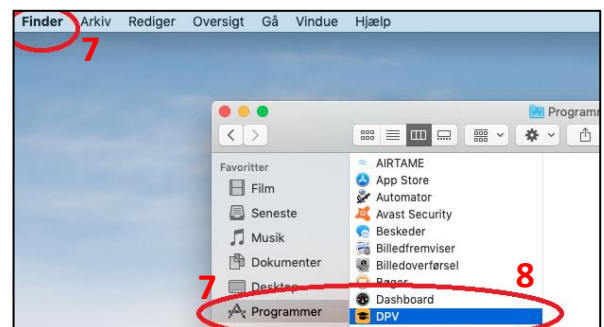 Finder Arkiv Rediger Oversigt Gå Vindue Hjælp
7
Programm
Favoritter
Film
Seneste
Musik
Dokumenter
Desktop
7
Programmer
AIRTAME
App Store
Automator
Avast Security
Beskeder
Billedfremviser
Billedoverførsel
Bøger
8
Dashboard
DPV